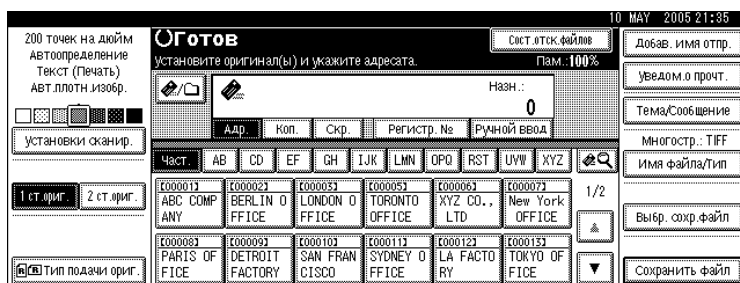 10 MAY 2005 21:35
200 точек на дюйм
Автоопределение
Текст (Печать)
Авт.плотн.изобр.
Установки сканир.
1 ст.ориг.
2 ст.ориг.
Тип подачи ориг.
Готов
Сост.отск.файлов
Установите оригинал(ы) и укажите адресата.
Пам.:100%
Назн.:
0
Адр.
Коп.
Скр.
Регистр. №
Ручной ввод
Част.
AB
CD
EF
GH
IJK
LMN
OPQ
RST
UVW
XYZ
[00001]
ABC COMP
ANY
[00002]
BERLIN O
FFICE
[00003]
LONDON O
FFICE
[00005]
TORONTO
OFFICE
[00006]
XYZ CO.,
LTD
[00007]
New York
OFFICE
1/2
[00008]
PARIS OF
FICE
[00009]
DETROIT
FACTORY
[00010]
SAN FRAN
CISCO
[00011]
SYDNEY O
FFICE
[00012]
LA FACTO
RY
[00013]
TOKYO OF
FICE
Добав. имя отпр.
Уведом.о прочт.
Тема/Сообщение
Многостр.: TIFF
Имя файла/Тип
Выбр. сохр.файл
Сохранить файл